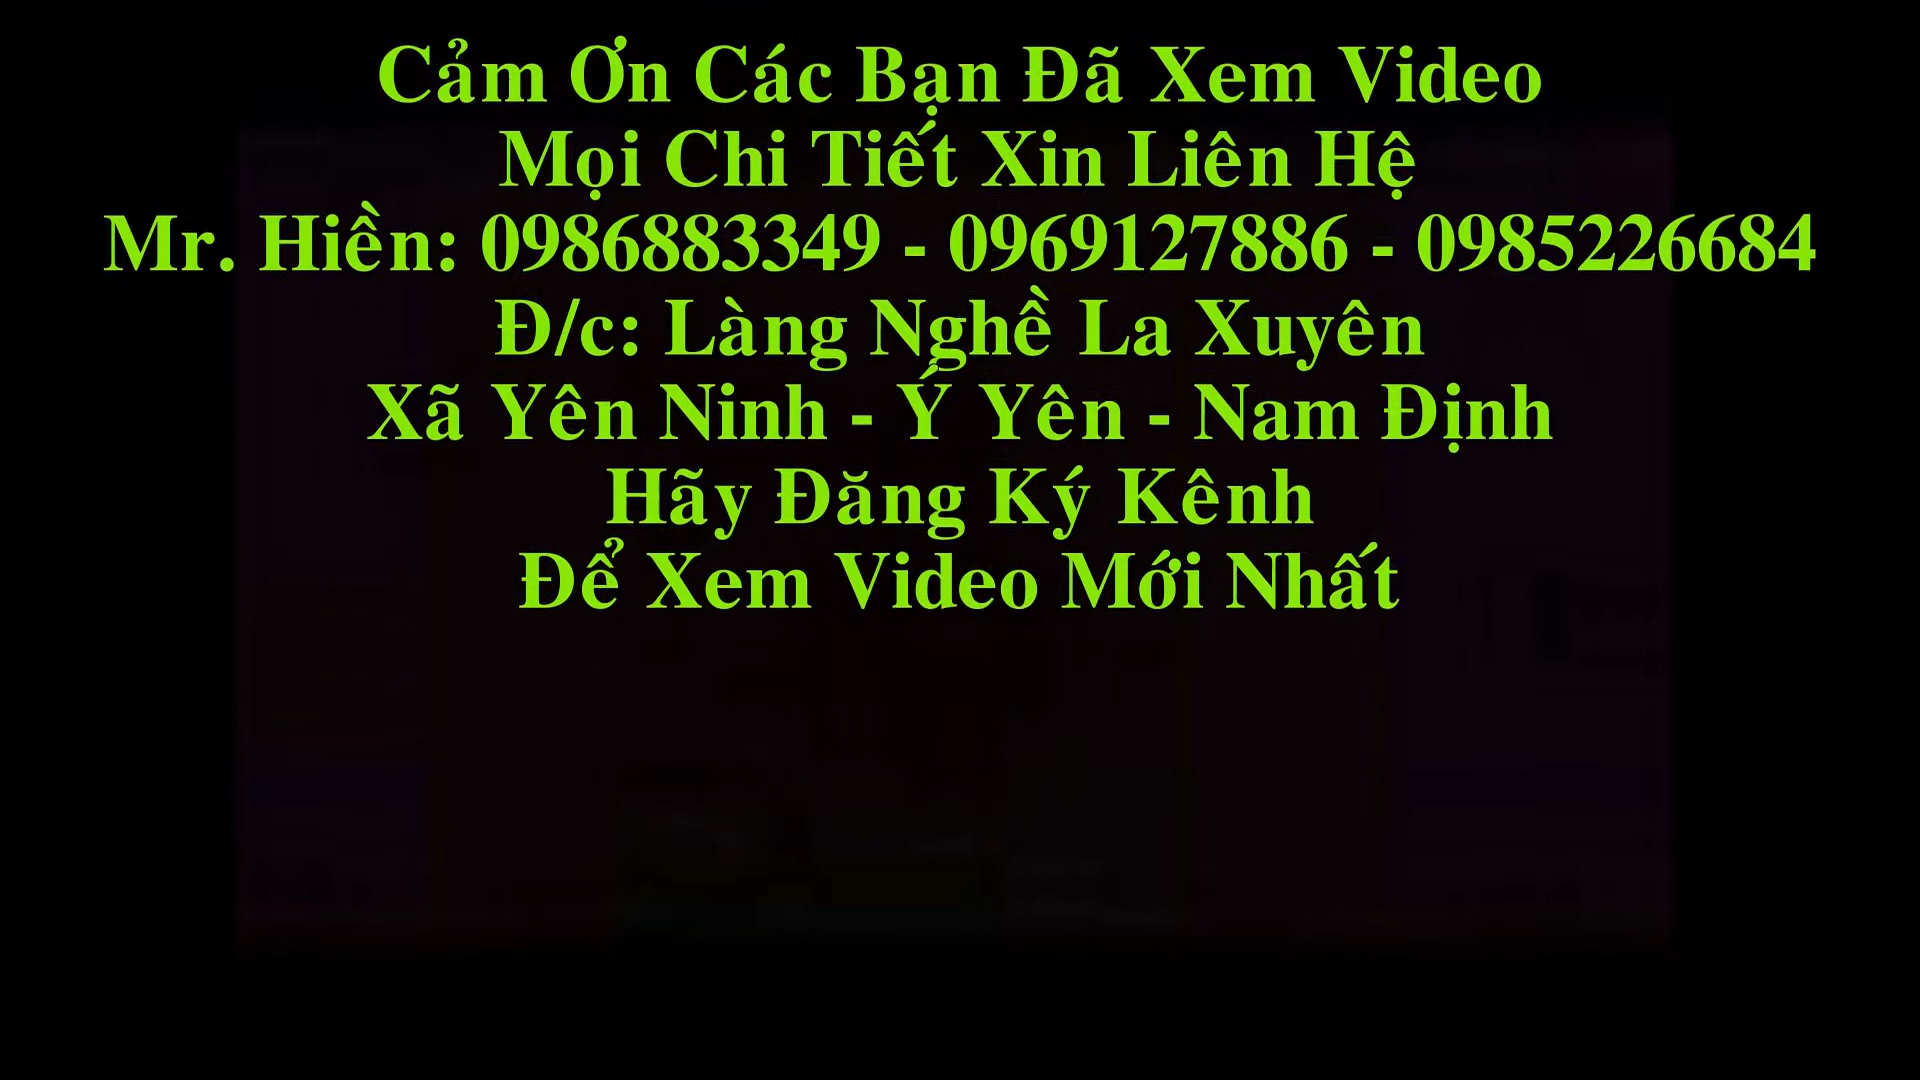 Cảm Ơn Các Bạn Đã Xem Video
Mọi Chi Tiết Xin Liên Hệ
Mr. Hiền: 0986883349 - 0969127886 - 0985226684
Đ/c: Làng Nghề La Xuyên
Xã Yên Ninh - Ý Yên - Nam Định
Hãy Đăng Ký Kênh
Để Xem Video Mới Nhất